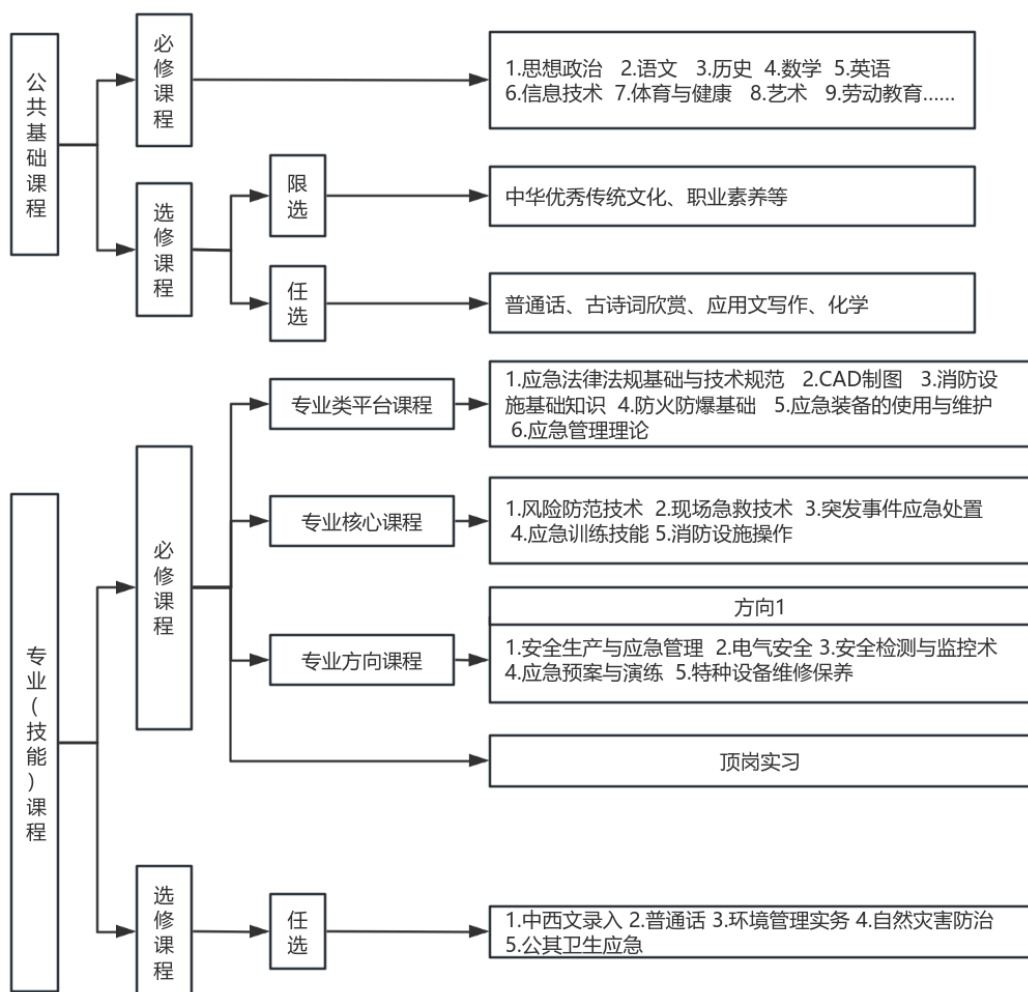 公共基础课程
必修课程
1.思想政治 2.语文 3.历史 4.数学 5.英语
6.信息技术 7.体育与健康 8.艺术 9.劳动教育......
选修课程
限选
中华优秀传统文化、职业素养等
任选
普通话、古诗词欣赏、应用文写作、化学
专业(技能)课程
必修课程
专业类平台课程
1.应急法律法规基础与技术规范 2.CAD制图 3.消防设
施基础知识 4.防火防爆基础 5.应急装备的使用与维护
6.应急管理理论
专业核心课程
1.风险防范技术 2.现场急救技术 3.突发事件应急处置
4.应急训练技能 5.消防设施操作
专业方向课程
方向1
1.安全生产与应急管理 2.电气安全 3.安全检测与监控术
4.应急预案与演练 5.特种设备维修保养
顶岗实习
选修课程
任选
1.中西文录入 2.普通话 3.环境管理实务 4.自然灾害防治
5.公其卫生应急